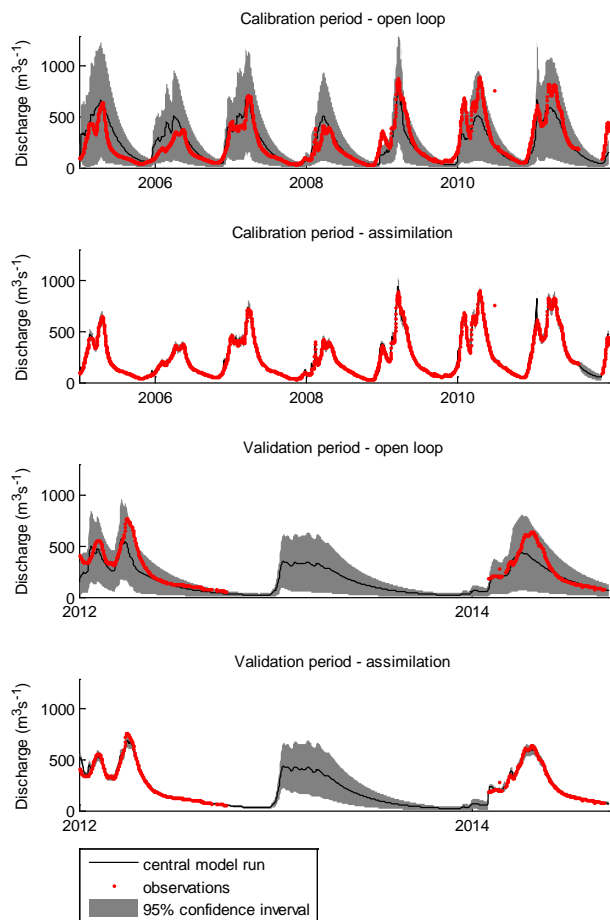 Calibration period - open loop
Discharge (m³s⁻¹)
1000
500
0
2006
2008
2010
Calibration period - assimilation
Discharge (m³s⁻¹)
1000
500
0
2006
2008
2010
Validation period - open loop
Discharge (m³s⁻¹)
1000
500
0
2012
2014
Validation period - assimilation
Discharge (m³s⁻¹)
1000
500
0
2012
2014
central model run
observations
95% confidence inverval